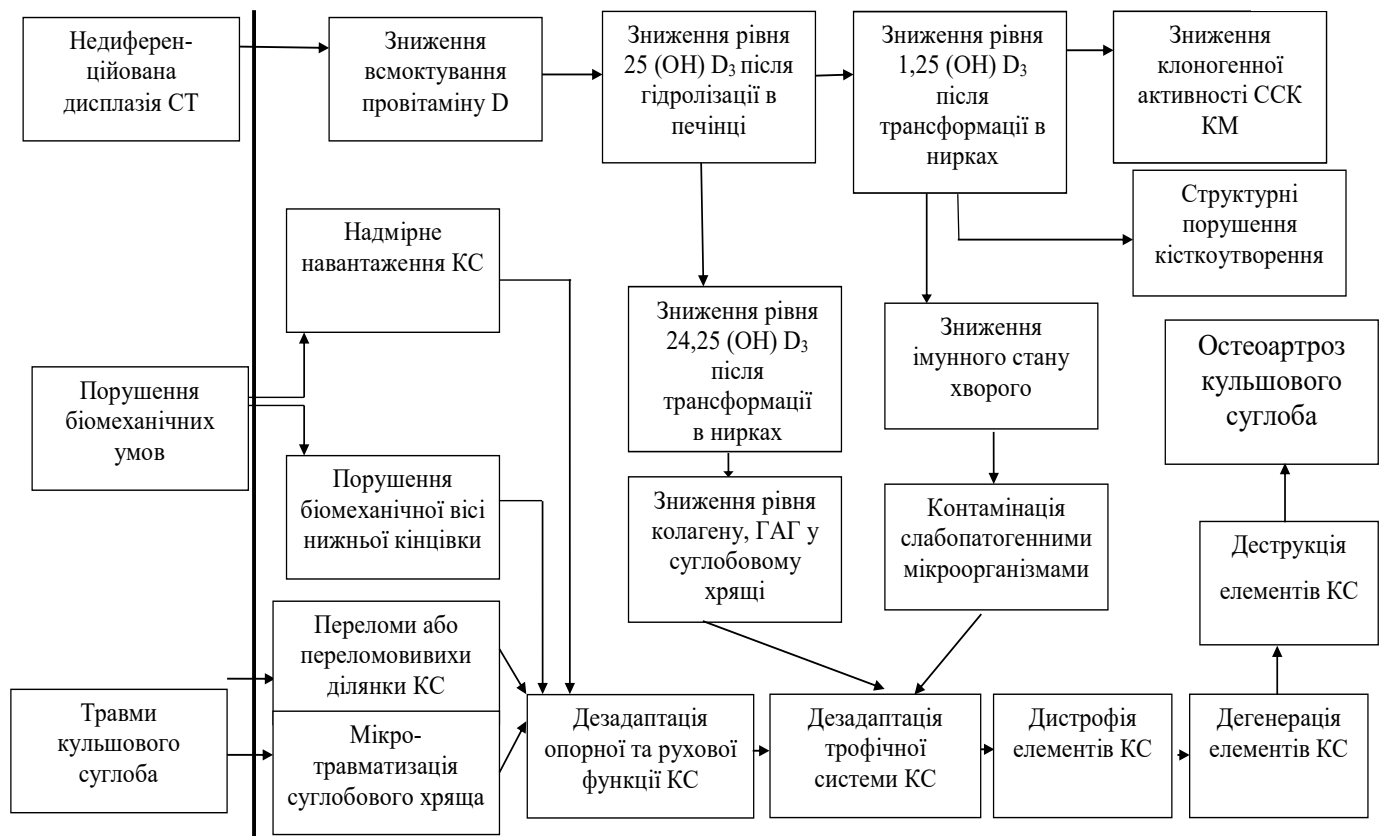 Недиферен-
ційована
дисплазія СТ
Зниження
всмоктування
провітаміну D
Зниження рівня
25 (ОН) D₃ після
гідролізації в
печінці
Зниження рівня
1,25 (ОН) D₃
після
трансформації в
нирках
Зниження
клоногенної
активності ССК
КМ
Структурні
порушення
кісткоутворення
Надмірне
навантаження КС
Зниження рівня
24,25 (ОН) D₃
після
трансформації
в нирках
Зниження
імунного стану
хворого
Остеоартроз
кульшового
суглоба
Порушення
біомеханічних
умов
Порушення
біомеханічної вісі
нижньої кінцівки
Зниження рівня
колагену, ГАГ у
суглобовому
хрящі
Контамінація
слабопатогенними
мікроорганізмами
Деструкція
елементів КС
Переломи або
переломовивихи
ділянки КС
Травми
кульшового
суглоба
Мікро-
травматизація
суглобового хряща
Дезадаптація
опорної та рухової
функції КС
Дезадаптація
трофічної
системи КС
Дистрофія
елементів КС
Дегенерація
елементів КС